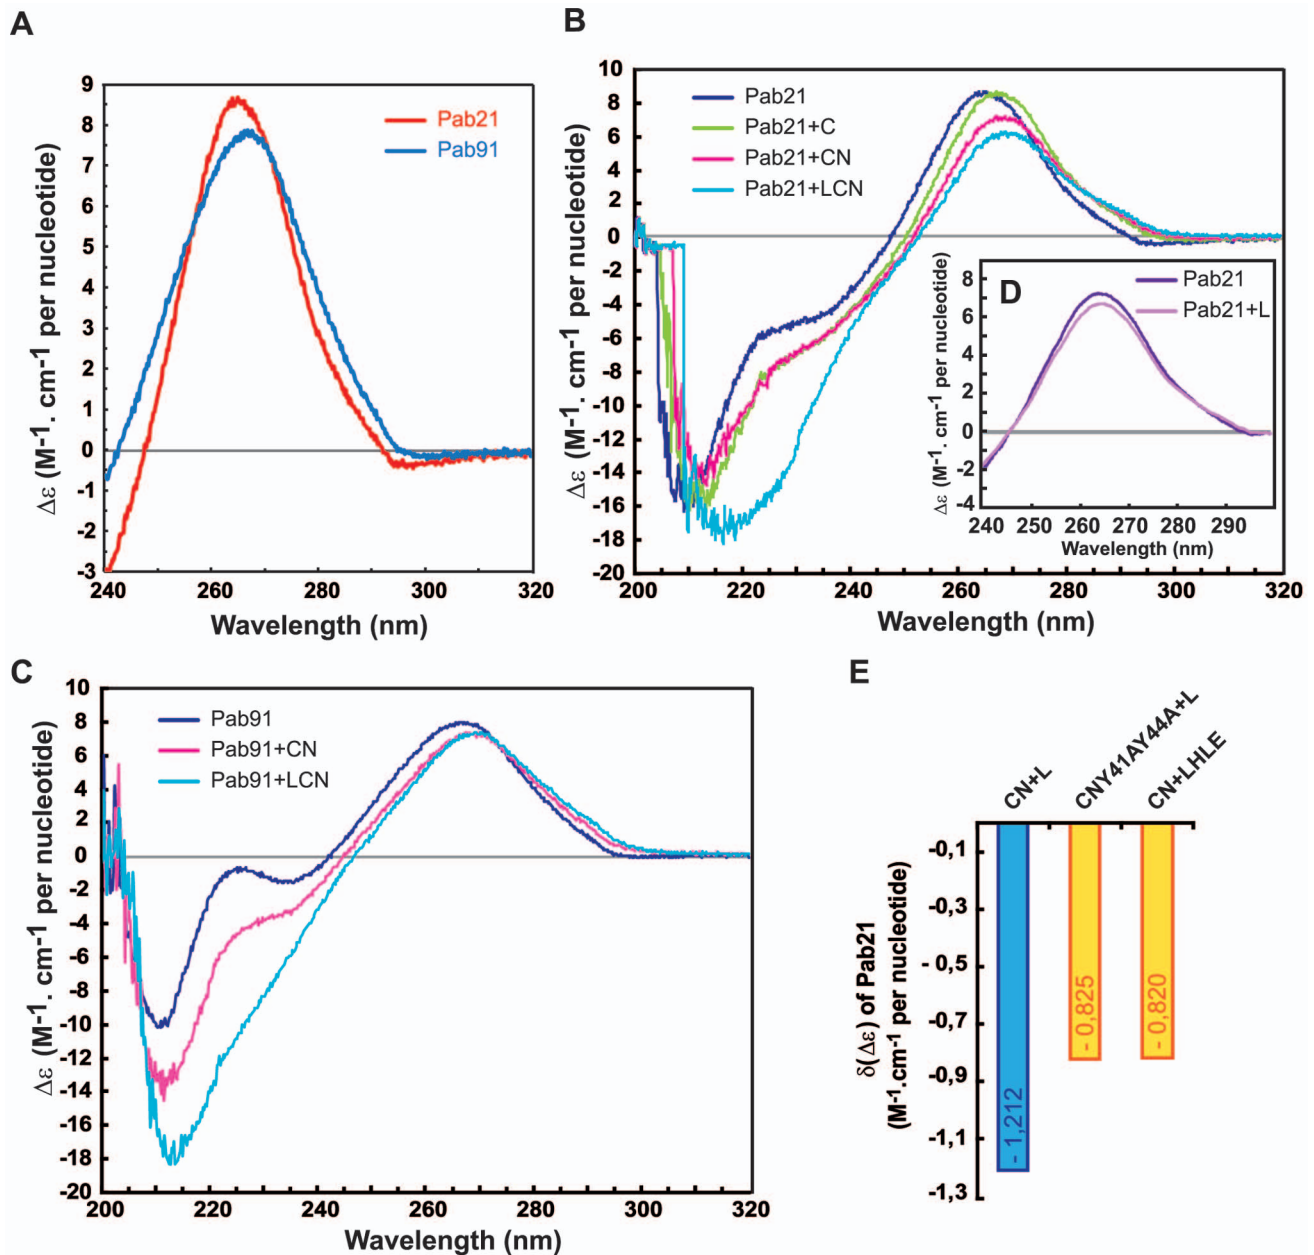 A
9
8
7
6
5
4
3
2
1
0
-1
-2
-3
240 260 280 300 320
Δε (M⁻¹. cm⁻¹ per nucleotide)
Wavelength (nm)
Pab21
Pab91
B
10
8
6
4
2
0
-2
-4
-6
-8
-10
-12
-14
-16
-18
-20
200 220 240 260 280 300 320
Δε (M⁻¹. cm⁻¹ per nucleotide)
Wavelength (nm)
Pab21
Pab21+C
Pab21+CN
Pab21+LCN
D
8
6
4
2
0
-2
-4
240 250 260 270 280 290
Δε (M⁻¹. cm⁻¹ per nucleotide)
Wavelength (nm)
Pab21
Pab21+L
C
10
8
6
4
2
0
-2
-4
-6
-8
-10
-12
-14
-16
-18
-20
200 220 240 260 280 300 320
Δε (M⁻¹. cm⁻¹ per nucleotide)
Wavelength (nm)
Pab91
Pab91+CN
Pab91+LCN
E
CN+L
CNY41AY44A+L
CN+LHLE
-0,1
-0,3
-0,5
-0,7
-0,9
-1,1
-1,3
δ(Δε) of Pab21
(M⁻¹.cm⁻¹ per nucleotide)
- 1,212
- 0,825
- 0,820